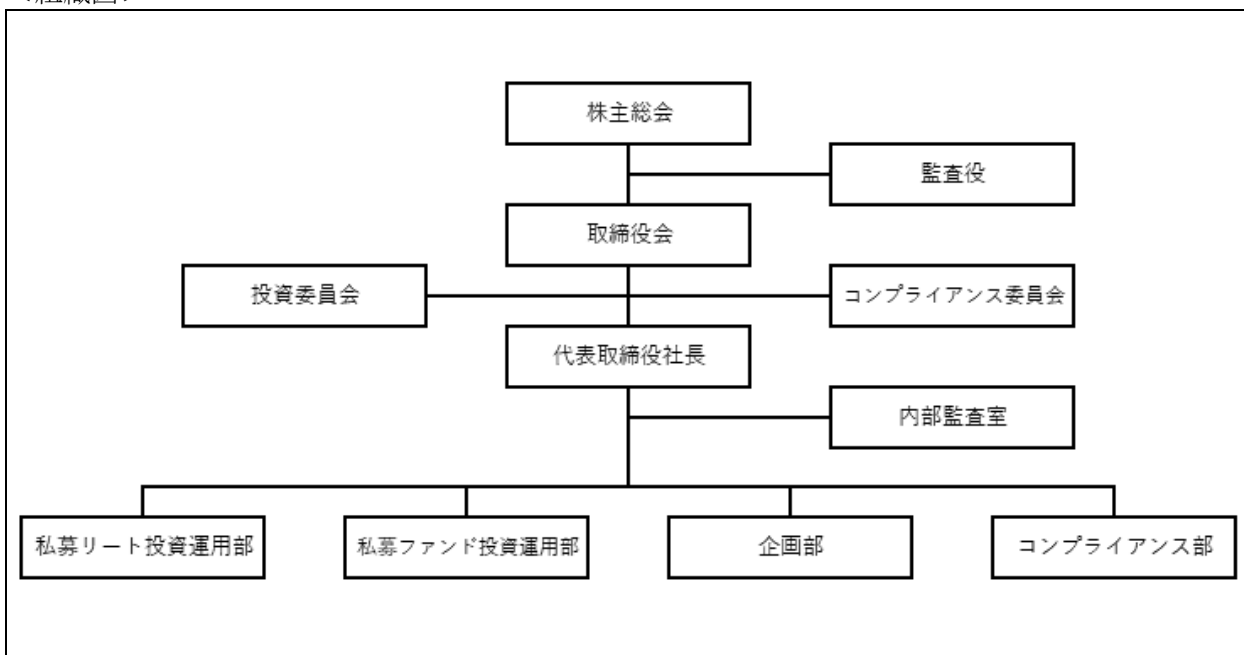 株主総会
監査役
取締役会
投資委員会
コンプライアンス委員会
代表取締役社長
内部監査室
私募リート投資運用部
私募ファンド投資運用部
企画部
コンプライアンス部